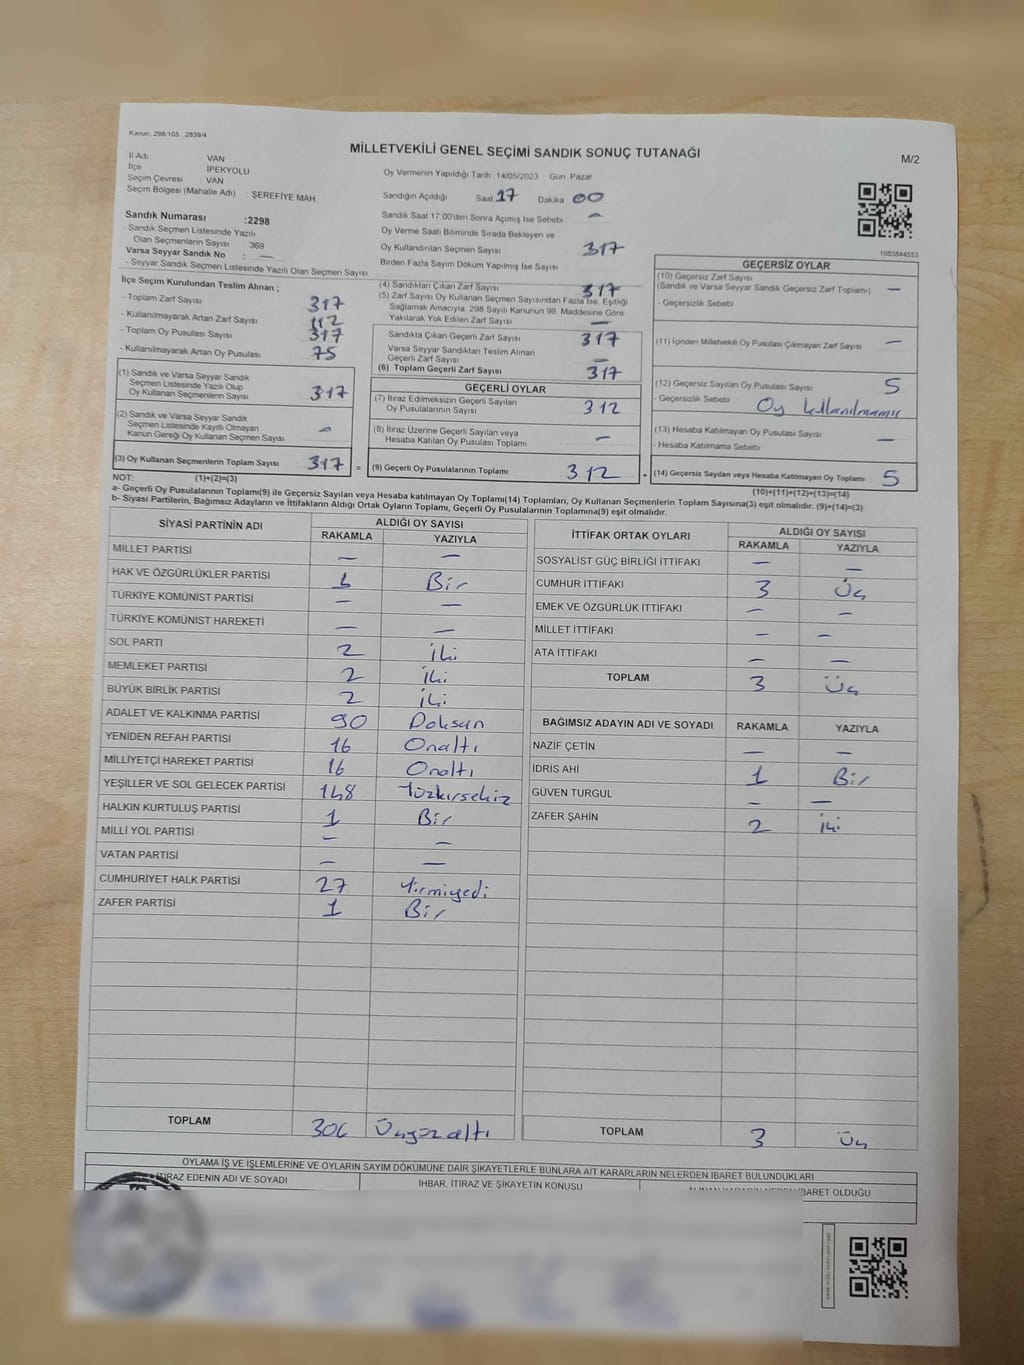 Kanun: 298/105 , 2839/4
MİLLETVEKİLİ GENEL SEÇİMİ SANDIK SONUÇ TUTANAĞI
M/2
İl Adı VAN
İlçe İPEKYOLU
Seçim Çevresi : VAN
Seçim Bölgesi (Mahalle Adı) : ŞEREFİYE MAH.
Sandık Numarası :2298
- Sandık Seçmen Listesinde Yazılı
Olan Seçmenlerin Sayısı : 369
Varsa Seyyar Sandık No : —
- Seyyar Sandık Seçmen Listesinde Yazılı Olan Seçmen Sayısı
Oy Vermenin Yapıldığı Tarih 14/05/2023 Gün Pazar
Sandığın Açıldığı Saat 17 Dakika 00
Sandık Saat 17:00'den Sonra Açımış İse Sebebi : -
Oy Verme Saati Bitiminde Sırada Bekleyen ve
Oy Kullandırılan Seçmen Sayısı 317
Birden Fazla Sayım Döküm Yapılmış İse Sayısı
1083844553
İlçe Seçim Kurulundan Teslim Alınan ;
- Toplam Zarf Sayısı 317
- Kullanılmayarak Artan Zarf Sayısı 112
- Toplam Oy Pusulası Sayısı 317
- Kullanılmayarak Artan Oy Pusulası 75
(1) Sandık ve Varsa Seyyar Sandık
Seçmen Listesinde Yazılı Olup
Oy Kullanan Seçmenlerin Sayısı 317
(2) Sandık ve Varsa Seyyar Sandık
Seçmen Listesinde Kayıtlı Olmayan
Kanun Gereği Oy Kullanan Seçmen Sayısı -
(3) Oy Kullanan Seçmenlerin Toplam Sayısı 317
(1)+(2)=(3)
(4) Sandıktan Çıkan Zarf Sayısı 317
(5) Zarf Sayısı Oy Kullanan Seçmen Sayısından Fazla İse, Eşitliği
Sağlamak Amacıyla, 298 Sayılı Kanunun 98. Maddesine Göre
Yakılarak Yok Edilen Zarf Sayısı —
Sandıkta Çıkan Geçerli Zarf Sayısı 317
Varsa Seyyar Sandıktan Teslim Alınan
Geçerli Zarf Sayısı —
(6) Toplam Geçerli Zarf Sayısı 317
GEÇERLİ OYLAR
(7) İtiraz Edilmeksizin Geçerli Sayılan
Oy Pusulalarının Sayısı 312
(8) İtiraz Üzerine Geçerli Sayılan veya
Hesaba Katılan Oy Pusulası Toplamı —
= (9) Geçerli Oy Pusulalarının Toplamı 312
GEÇERSİZ OYLAR
(10) Geçersiz Zarf Sayısı
(Sandık ve Varsa Seyyar Sandık Geçersiz Zarf Toplamı) —
- Geçersizlik Sebebi
(11) İçinden Milletvekili Oy Pusulası Çıkmayan Zarf Sayısı —
(12) Geçersiz Sayılan Oy Pusulası Sayısı 5
- Geçersizlik Sebebi : Oy kullanılmamış
(13) Hesaba Katılmayan Oy Pusulası Sayısı —
- Hesaba Katılmama Sebebi
+ (14) Geçersiz Sayılan veya Hesaba Katılmayan Oy Toplamı 5
(10)+(11)+(12)+(13)=(14)
NOT:
a- Geçerli Oy Pusulalarının Toplamı(9) ile Geçersiz Sayılan veya Hesaba katılmayan Oy Toplamı(14) Toplamları, Oy Kullanan Seçmenlerin Toplam Sayısına(3) eşit olmalıdır. (9)+(14)=(3)
b- Siyasi Partilerin, Bağımsız Adayların ve İttifakların Aldığı Ortak Oyların Toplamı, Geçerli Oy Pusulalarının Toplamına(9) eşit olmalıdır.
SİYASİ PARTİNİN ADI ALDIĞI OY SAYISI
RAKAMLA YAZIYLA
MİLLET PARTİSİ — —
HAK VE ÖZGÜRLÜKLER PARTİSİ 1 Bir
TÜRKİYE KOMÜNİST PARTİSİ — —
TÜRKİYE KOMÜNİST HAREKETİ — —
SOL PARTİ 2 İki
MEMLEKET PARTİSİ 2 İki
BÜYÜK BİRLİK PARTİSİ 2 İki
ADALET VE KALKINMA PARTİSİ 90 Doksan
YENİDEN REFAH PARTİSİ 16 Onaltı
MİLLİYETÇİ HAREKET PARTİSİ 16 Onaltı
YEŞİLLER VE SOL GELECEK PARTİSİ 148 Yüzkırsekiz
HALKIN KURTULUŞ PARTİSİ 1 Bir
MİLLİ YOL PARTİSİ — —
VATAN PARTİSİ — —
CUMHURİYET HALK PARTİSİ 27 Yirmiyedi
ZAFER PARTİSİ 1 Bir
TOPLAM 306 Üçyüzaltı
İTTİFAK ORTAK OYLARI ALDIĞI OY SAYISI
RAKAMLA YAZIYLA
SOSYALİST GÜÇ BİRLİĞİ İTTİFAKI — —
CUMHUR İTTİFAKI 3 Üç
EMEK VE ÖZGÜRLÜK İTTİFAKI — —
MİLLET İTTİFAKI — —
ATA İTTİFAKI — —
TOPLAM 3 Üç
BAĞIMSIZ ADAYIN ADI VE SOYADI RAKAMLA YAZIYLA
NAZİF ÇETİN — —
İDRİS AHİ 1 Bir
GÜVEN TURGUL — —
ZAFER ŞAHİN 2 İki
TOPLAM 3 Üç
OYLAMA İŞ VE İŞLEMLERİNE VE OYLARIN SAYIM DÖKÜMÜNE DAİR ŞİKAYETLERLE BUNLARA AİT KARARLARIN NELERDEN İBARET BULUNDUKLARI
İTİRAZ EDENİN ADI VE SOYADI İHBAR, İTİRAZ VE ŞİKAYETİN KONUSU ALINAN KARARIN NEDEN İBARET OLDUĞU